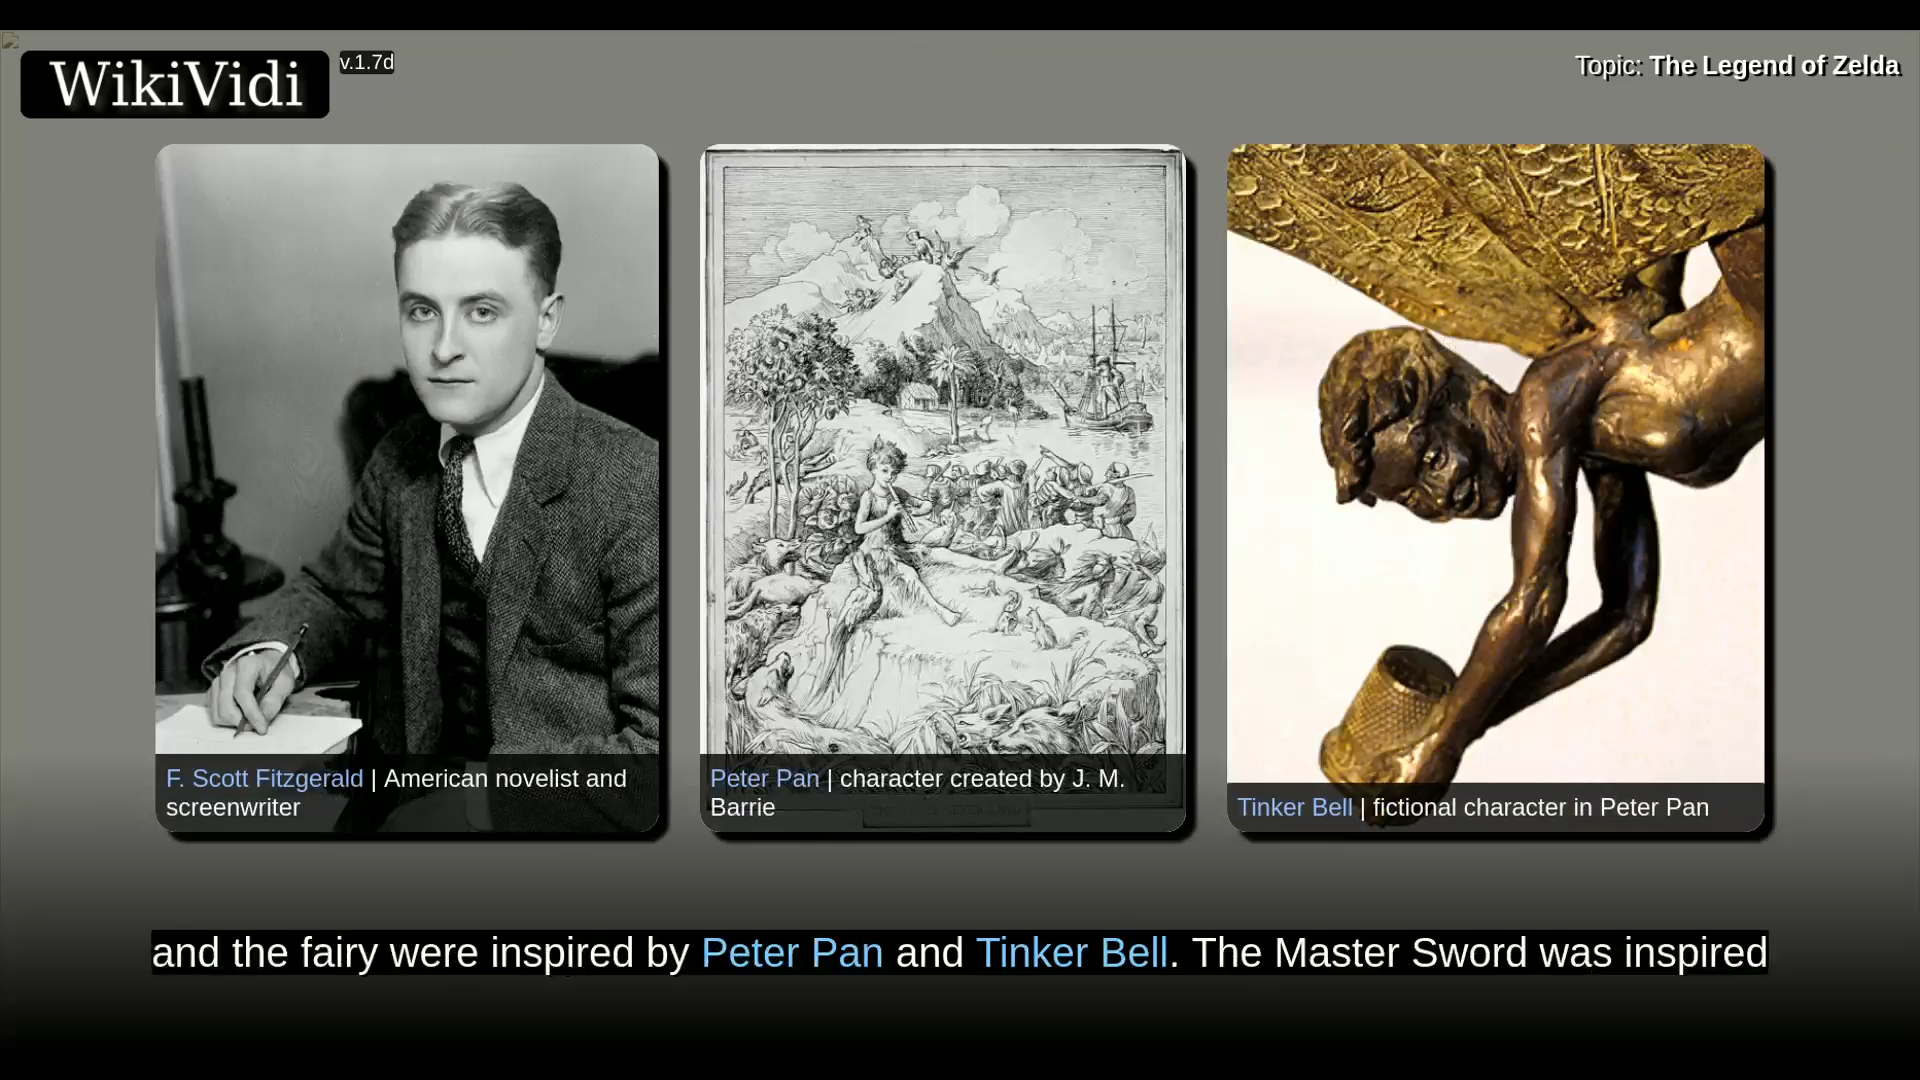 WikiVidi
v.1.7d
Topic: The Legend of Zelda
F. Scott Fitzgerald | American novelist and
screenwriter
Peter Pan | character created by J. M.
Barrie
Tinker Bell | fictional character in Peter Pan
and the fairy were inspired by Peter Pan and Tinker Bell. The Master Sword was inspired